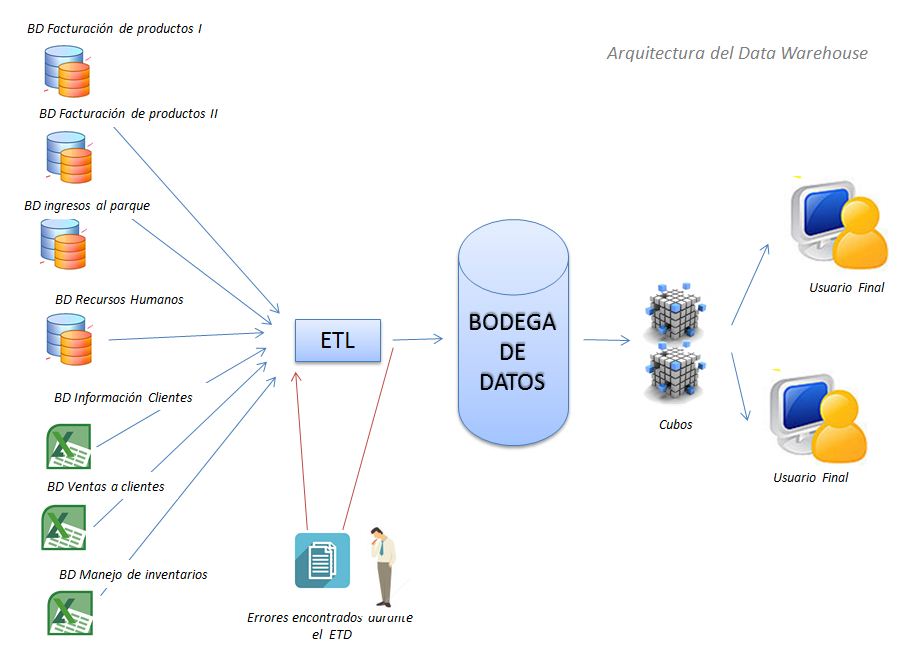 BD Facturación de productos I
Arquitectura del Data Warehouse
BD Facturación de productos II
BD ingresos al parque
BD Recursos Humanos
BD Información Clientes
BD Ventas a clientes
BD Manejo de inventarios
ETL
BODEGA
DE
DATOS
Cubos
Usuario Final
Usuario Final
Errores encontrados durante
el ETD